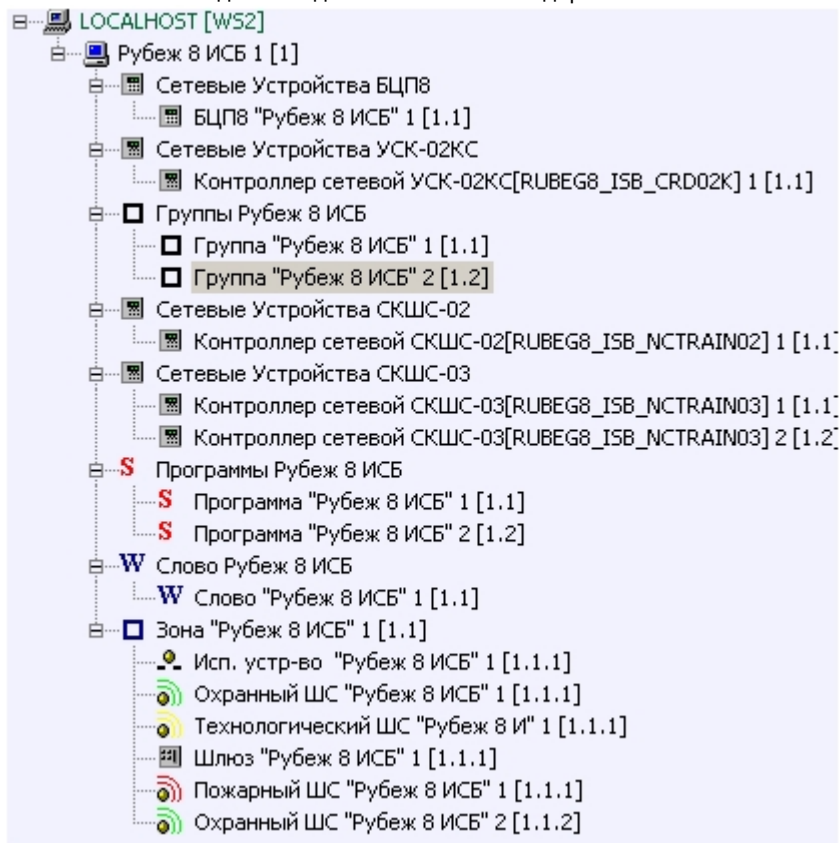 LOCALHOST [WS2]
Рубеж 8 ИСБ 1 [1]
Сетевые Устройства БЦП8
БЦП8 "Рубеж 8 ИСБ" 1 [1.1]
Сетевые Устройства УСК-02КС
Контроллер сетевой УСК-02КС[RUBEG8_ISB_CRD02K] 1 [1.1]
Группы Рубеж 8 ИСБ
Группа "Рубеж 8 ИСБ" 1 [1.1]
Группа "Рубеж 8 ИСБ" 2 [1.2]
Сетевые Устройства СКШС-02
Контроллер сетевой СКШС-02[RUBEG8_ISB_NCTRAIN02] 1 [1.1]
Сетевые Устройства СКШС-03
Контроллер сетевой СКШС-03[RUBEG8_ISB_NCTRAIN03] 1 [1.1]
Контроллер сетевой СКШС-03[RUBEG8_ISB_NCTRAIN03] 2 [1.2]
S Программы Рубеж 8 ИСБ
S Программа "Рубеж 8 ИСБ" 1 [1.1]
S Программа "Рубеж 8 ИСБ" 2 [1.2]
W Слово Рубеж 8 ИСБ
W Слово "Рубеж 8 ИСБ" 1 [1.1]
Зона "Рубеж 8 ИСБ" 1 [1.1]
Исп. устр-во "Рубеж 8 ИСБ" 1 [1.1.1]
Охранный ШС "Рубеж 8 ИСБ" 1 [1.1.1]
Технологический ШС "Рубеж 8 И" 1 [1.1.1]
Шлюз "Рубеж 8 ИСБ" 1 [1.1.1]
Пожарный ШС "Рубеж 8 ИСБ" 1 [1.1.1]
Охранный ШС "Рубеж 8 ИСБ" 2 [1.1.2]